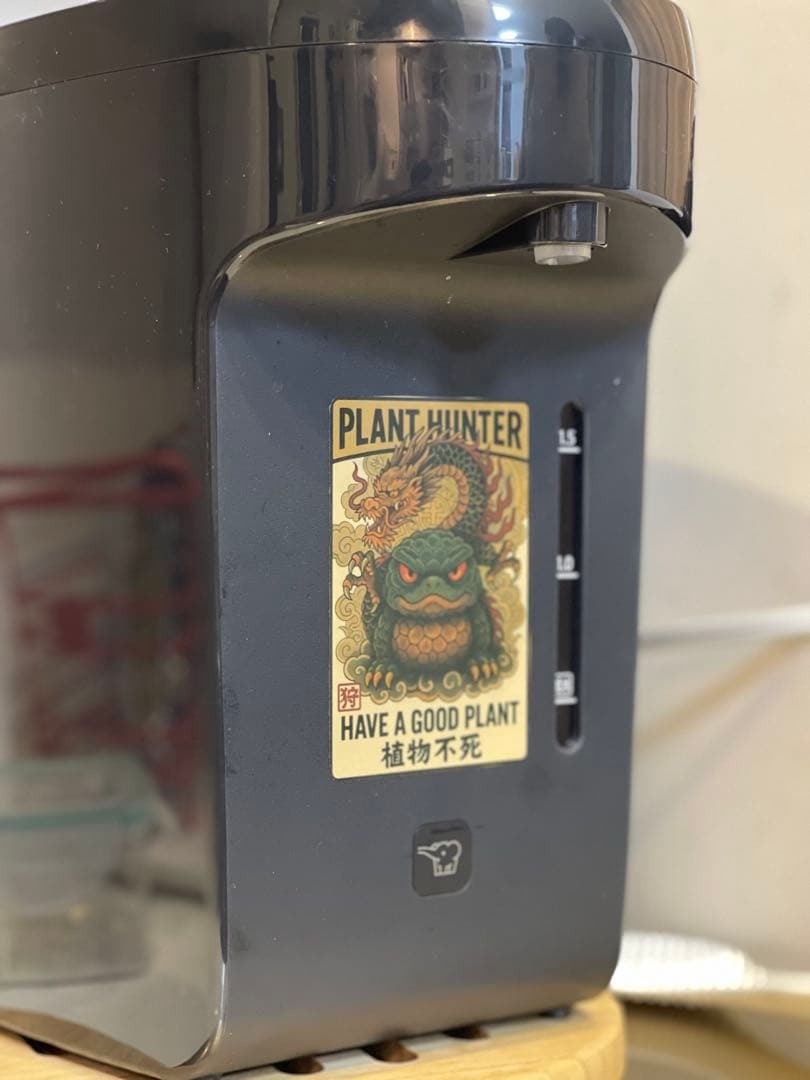 PLANT HUNTER
1.5
1.0
狩
HAVE A GOOD PLANT
植物不死